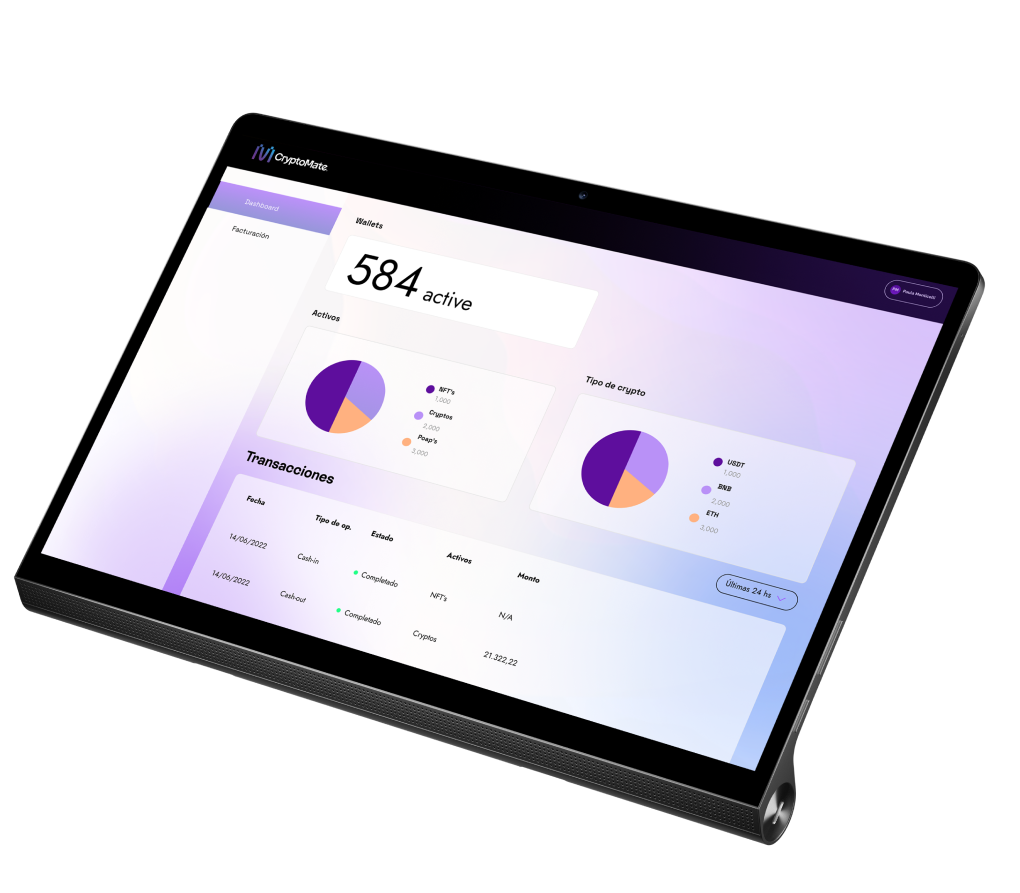 CryptoMate
Paula Monticelli
Dashboard
Facturación
Wallets
584 active
Activos
NFT's
1,000
Cryptos
2,000
Poap's
3,000
Tipo de crypto
USDT
1,000
BNB
2,000
ETH
3,000
Transacciones
Últimas 24 hs
Fecha Tipo de op. Estado Activos Monto
14/06/2022 Cash-in Completado NFT's N/A
14/06/2022 Cash-out Completado Cryptos 21.322,22